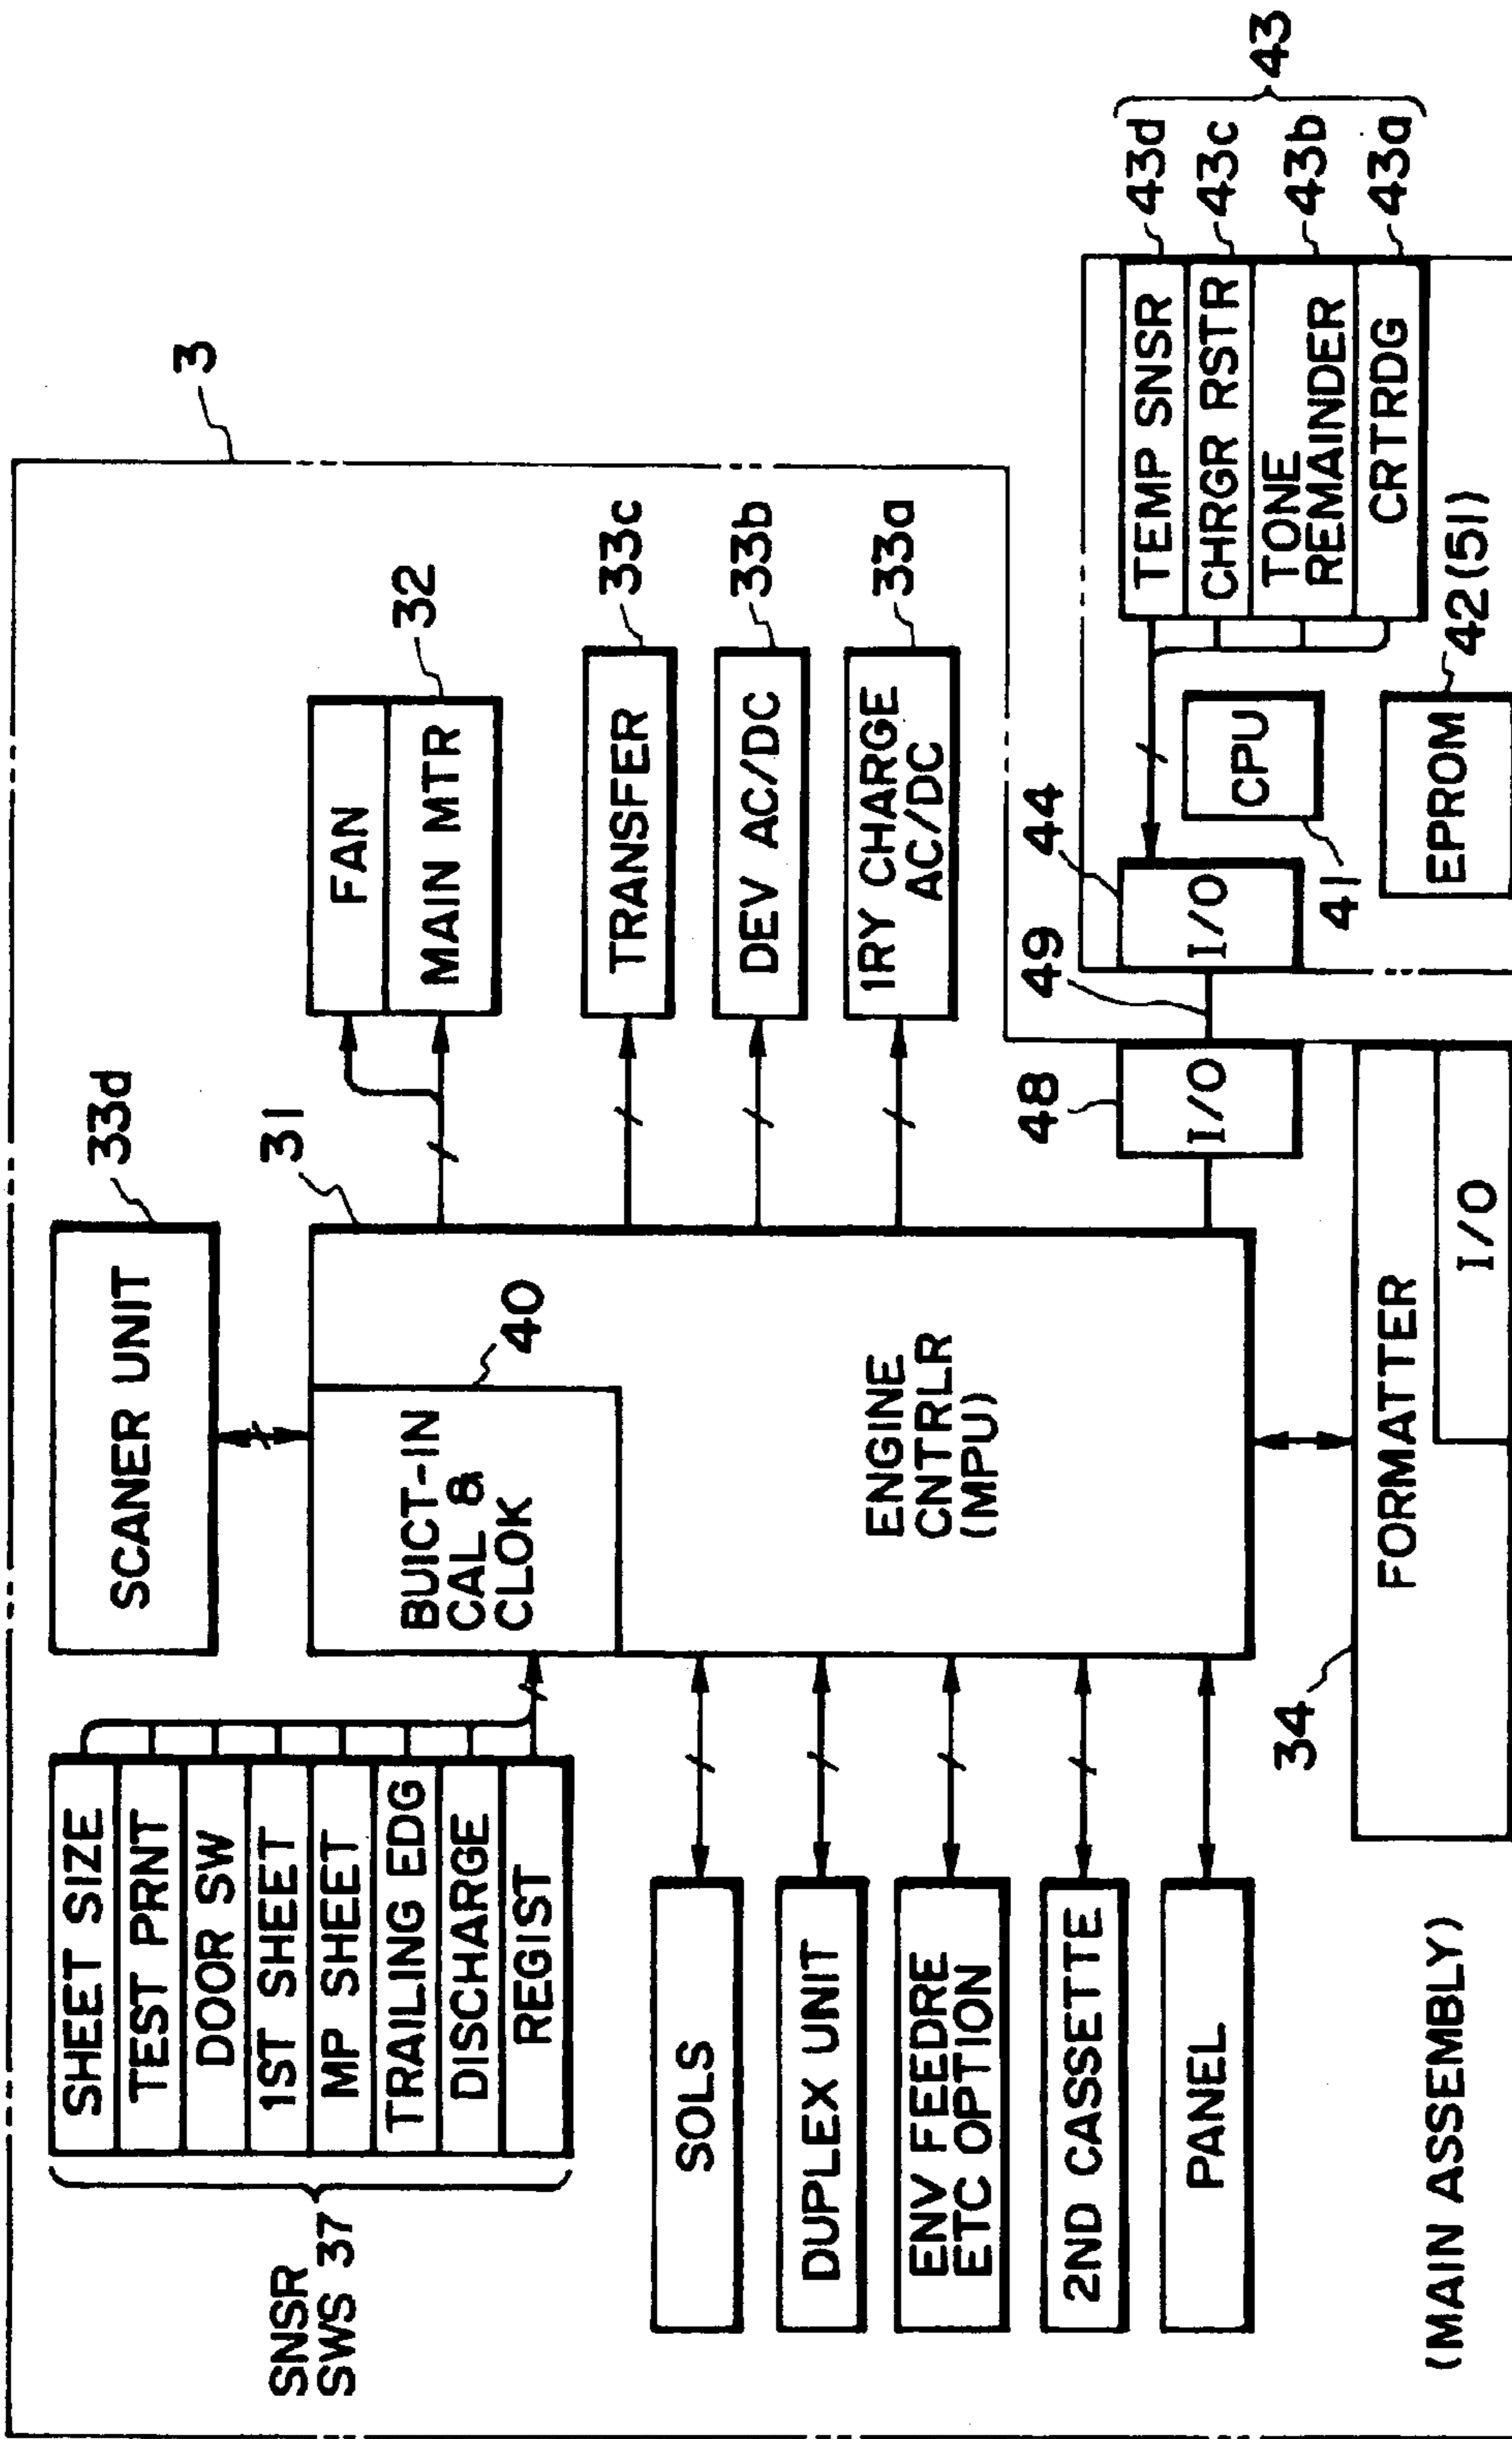 3
SCANER UNIT
33d
SHEET SIZE
TEST PRNT
DOOR SW
1ST SHEET
MP SHEET
TRAILING EDG
DISCHARGE
REGIST
SNSR
SWS 37
BUICT-IN
CAL &
CLOK
40
31
ENGINE
CNTRLR
(MPU)
FAN
MAIN MTR
32
TRANSFER
33c
DEV AC/DC
33b
1RY CHARGE
AC/DC
33a
SOLS
DUPLEX UNIT
ENV FEEDRE
ETC OPTION
2ND CASSETTE
PANEL
48
I/O
49
44
I/O
TEMP SNSR
43d
CHRGR RSTR
43c
TONE
REMAINDER
43b
CRTRDG
43a
43
CPU
41
EPROM
42(51)
34
FORMATTER
I/O
(MAIN ASSEMBLY)